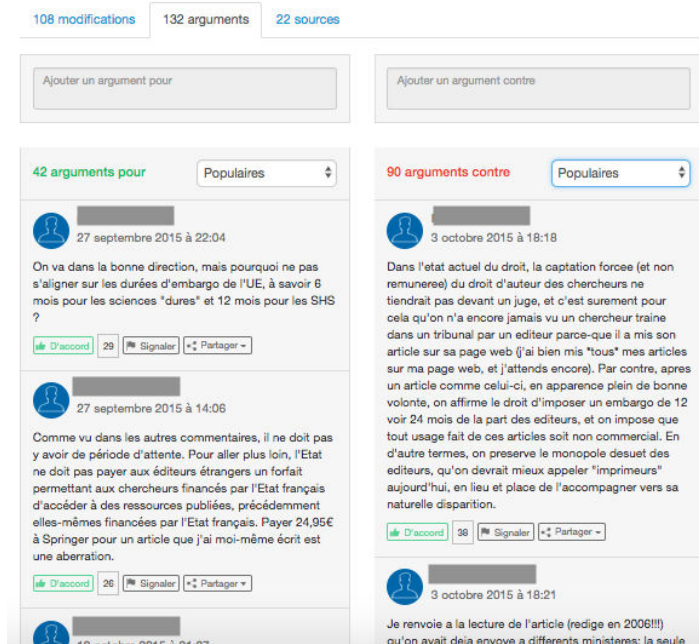 108 modifications
132 arguments
22 sources
Ajouter un argument pour
42 arguments pour
Populaires
27 septembre 2015 à 22:04
On va dans la bonne direction, mais pourquoi ne pas
s'aligner sur les durées d'embargo de l'UE, à savoir 6
mois pour les sciences "dures" et 12 mois pour les SHS
?
D'accord 29 Signaler Partager
27 septembre 2015 à 14:06
Comme vu dans les autres commentaires, il ne doit pas
y avoir de période d'attente. Pour aller plus loin, l'Etat
ne doit pas payer aux éditeurs étrangers un forfait
permettant aux chercheurs financés par l'Etat français
d'accéder à des ressources publiées, précédemment
elles-mêmes financées par l'Etat français. Payer 24,95€
à Springer pour un article que j'ai moi-même écrit est
une aberration.
D'accord 26 Signaler Partager
Ajouter un argument contre
90 arguments contre
Populaires
3 octobre 2015 à 18:18
Dans l'etat actuel du droit, la captation forcee (et non
remuneree) du droit d'auteur des chercheurs ne
tiendrait pas devant un juge, et c'est surement pour
cela qu'on n'a encore jamais vu un chercheur traine
dans un tribunal par un editeur parce-que il a mis son
article sur sa page web (j'ai bien mis *tous* mes articles
sur ma page web, et j'attends encore). Par contre, apres
un article comme celui-ci, en apparence plein de bonne
volonte, on affirme le droit d'imposer un embargo de 12
voir 24 mois de la part des editeurs, et on impose que
tout usage fait de ces articles soit non commercial. En
d'autre termes, on preserve le monopole desuet des
editeurs, qu'on devrait mieux appeler "imprimeurs"
aujourd'hui, en lieu et place de l'accompagner vers sa
naturelle disparition.
D'accord 38 Signaler Partager
3 octobre 2015 à 18:21
Je renvoie a la lecture de l'article (redige en 2006!!!)
qu'on avait deja envoye a differents ministeres: la seule